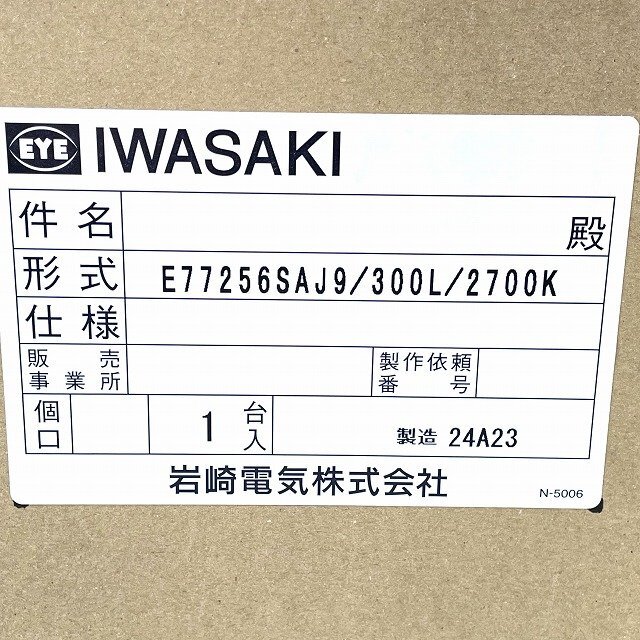 EYE IWASAKI
件名 殿
形式 E77256SAJ9/300L/2700K
仕様
販売事業所 製作依頼番号
個口 1 台入 製造 24A23
岩崎電気株式会社 N-5006